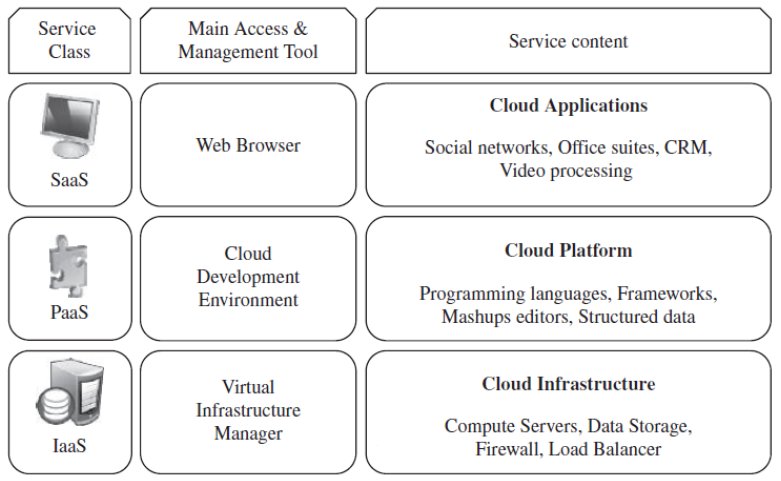 Service
Class
Main Access &
Management Tool
Service content
SaaS
Web Browser
Cloud Applications
Social networks, Office suites, CRM,
Video processing
PaaS
Cloud
Development
Environment
Cloud Platform
Programming languages, Frameworks,
Mashups editors, Structured data
IaaS
Virtual
Infrastructure
Manager
Cloud Infrastructure
Compute Servers, Data Storage,
Firewall, Load Balancer